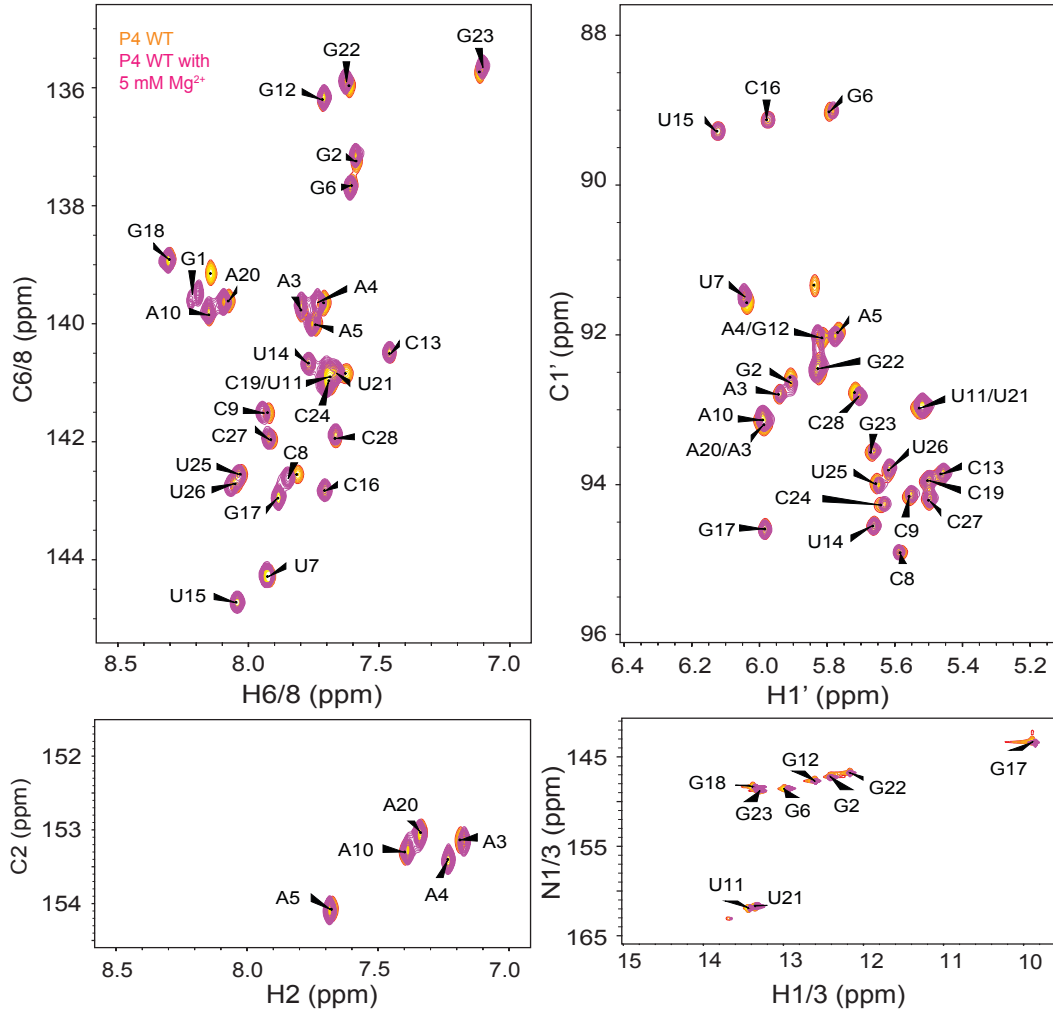 P4 WT
P4 WT with
5 mM Mg²⁺
G23
G22
G12
G2
G6
G18
G1
A20
A3
A4
A10
A5
C13
U14
C19/U11
U21
C24
C9
C27
C8
C28
U25
U26
C16
G17
U7
U15
136
138
140
142
144
C6/8 (ppm)
8.5
8.0
7.5
7.0
H6/8 (ppm)
C16
G6
U15
U7
A4/G12
A5
G2
G22
A3
A10
C28
U11/U21
A20/A3
G23
U25
U26
C13
C24
C19
G17
C9
C27
U14
C8
88
90
92
94
96
C1' (ppm)
6.4
6.2
6.0
5.8
5.6
5.4
5.2
H1' (ppm)
A20
A10
A3
A4
A5
152
153
154
C2 (ppm)
8.5
8.0
7.5
7.0
H2 (ppm)
G12
G17
G18
G22
G23
G6
G2
U11
U21
145
155
165
N1/3 (ppm)
15
14
13
12
11
10
H1/3 (ppm)